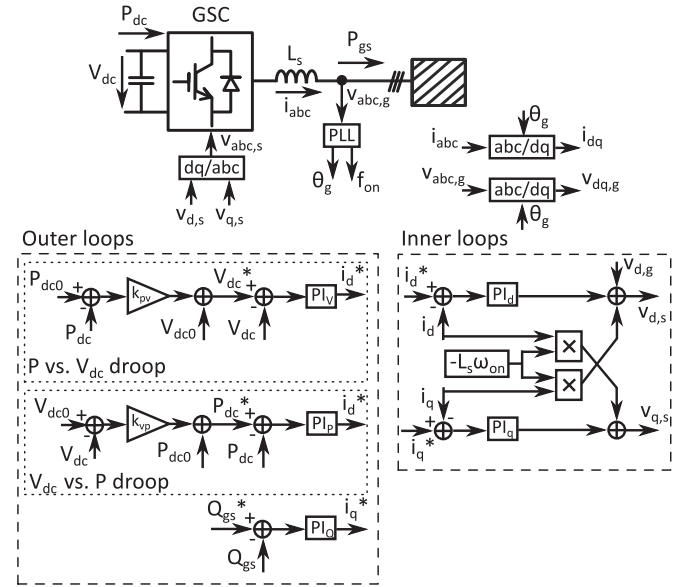 P_dc
GSC
V_dc
L_s
P_gs
i_abc
v_abc,g
v_abc,s
PLL
dq/abc
θ_g
f_on
v_d,s
v_q,s
θ_g
i_abc
abc/dq
i_dq
v_abc,g
abc/dq
v_dq,g
θ_g
Outer loops
P_dc0
+
-
P_dc
k_pv
V_dc0
V_dc*
+
-
V_dc
PI_V
i_d*
P vs. V_dc droop
V_dc0
+
-
V_dc
k_vp
P_dc0
P_dc*
+
-
P_dc
PI_P
i_d*
V_dc vs. P droop
Q_gs*
+
-
Q_gs
PI_Q
i_q*
Inner loops
i_d*
+
-
i_d
PI_d
v_d,g
v_d,s
-L_sω_on
×
×
i_q
+
-
i_q*
PI_q
v_q,s